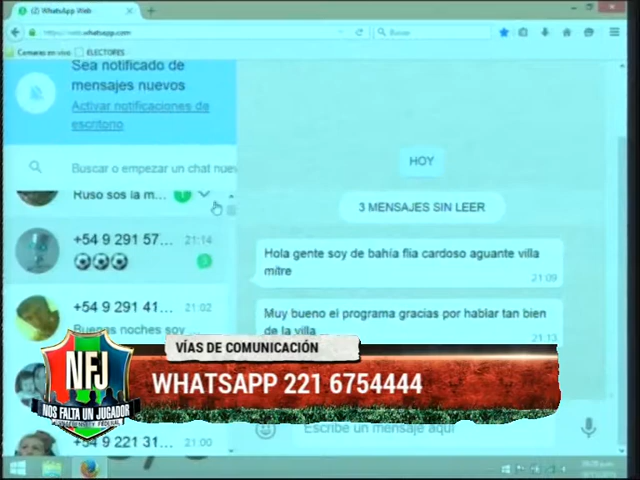 (2) WhatsApp Web
https://web.whatsapp.com
Buscar
Camaras en vivo
ELECTORES
Sea notificado de
mensajes nuevos
Activar notificaciones de
escritorio
Buscar o empezar un chat nuev
Ruso sos la m...
1
+54 9 291 57...
21:14
+54 9 291 41...
21:02
Buenas noches soy
+54 9 221 31...
21:00
HOY
3 MENSAJES SIN LEER
Hola gente soy de bahía flia cardoso aguante villa
mitre
21:09
Muy bueno el programa gracias por hablar tan bien
de la villa
21:13
Escribe un mensaje aquí
VÍAS DE COMUNICACIÓN
WHATSAPP 221 6754444
NFJ
NOS FALTA UN JUGADOR